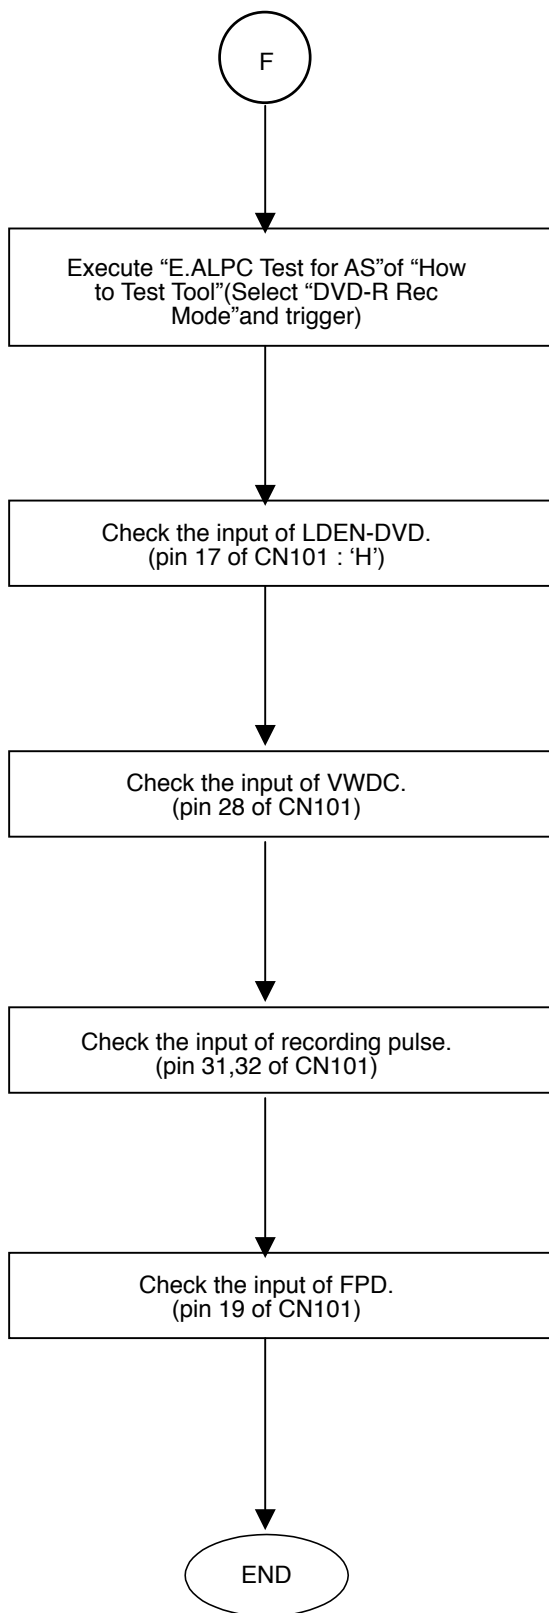 F
Execute “E.ALPC Test for AS”of “How
to Test Tool”(Select “DVD-R Rec
Mode”and trigger)
Check the input of LDEN-DVD.
(pin 17 of CN101 : ‘H’)
Check the input of VWDC.
(pin 28 of CN101)
Check the input of recording pulse.
(pin 31,32 of CN101)
Check the input of FPD.
(pin 19 of CN101)
END